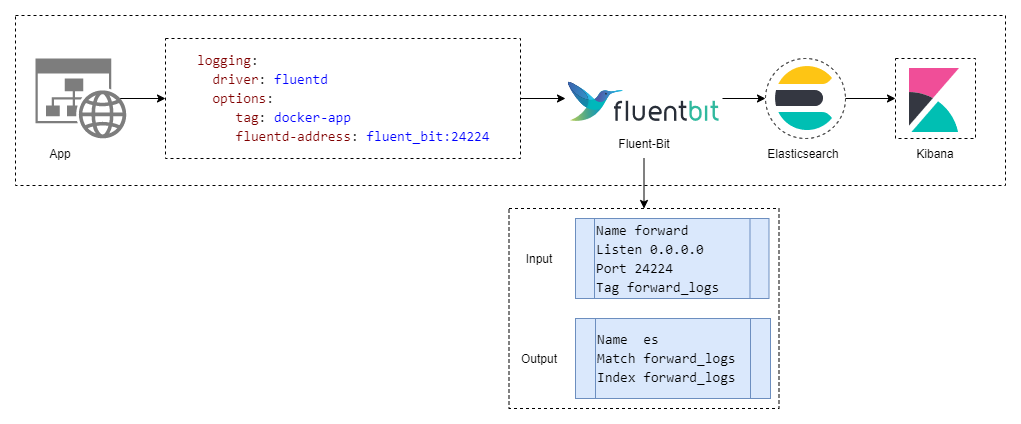 logging:
driver: fluentd
options:
tag: docker-app
fluentd-address: fluent_bit:24224
App
fluentbit
Fluent-Bit
Elasticsearch
Kibana
Input
Name forward
Listen 0.0.0.0
Port 24224
Tag forward_logs
Output
Name  es
Match forward_logs
Index forward_logs